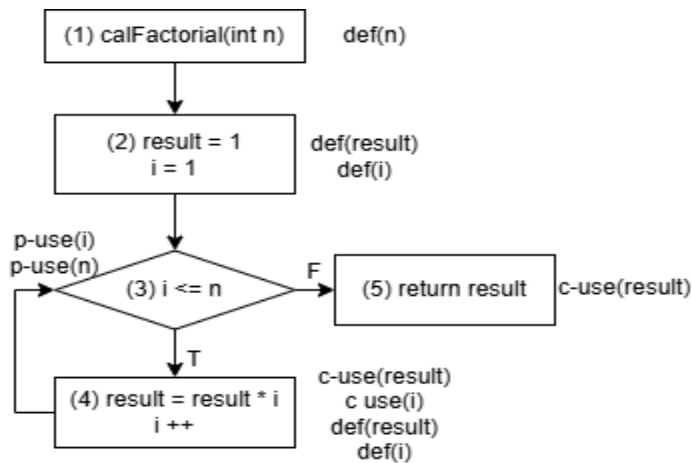 (1) calFactorial(int n)
def(n)
(2) result = 1
i = 1
def(result)
def(i)
p-use(i)
p-use(n)
(3) i <= n
F
(5) return result
c-use(result)
T
(4) result = result * i
i ++
c-use(result)
c use(i)
def(result)
def(i)